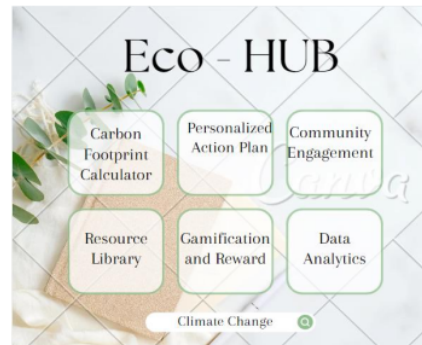 Eco - HUB
Carbon
Footprint
Calculator
Personalized
Action Plan
Community
Engagement
Canva
Resource
Library
Gamification
and Reward
Data
Analytics
Climate Change